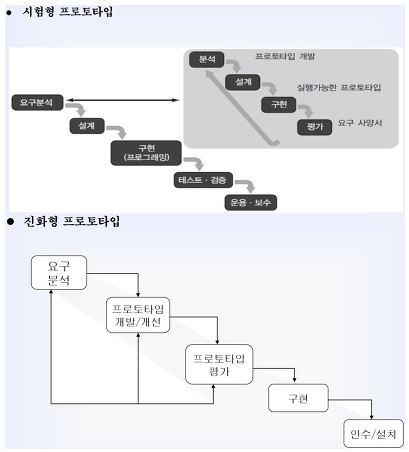 • 시험형 프로토타입
분석
프로토타입 개발
설계
실행가능한 프로토타입
구현
평가
요구 사양서
요구분석
설계
구현
(프로그래밍)
테스트 · 검증
운용 · 보수
• 진화형 프로토타입
요구
분석
프로토타입
개발/개선
프로토타입
평가
구현
인수/설치